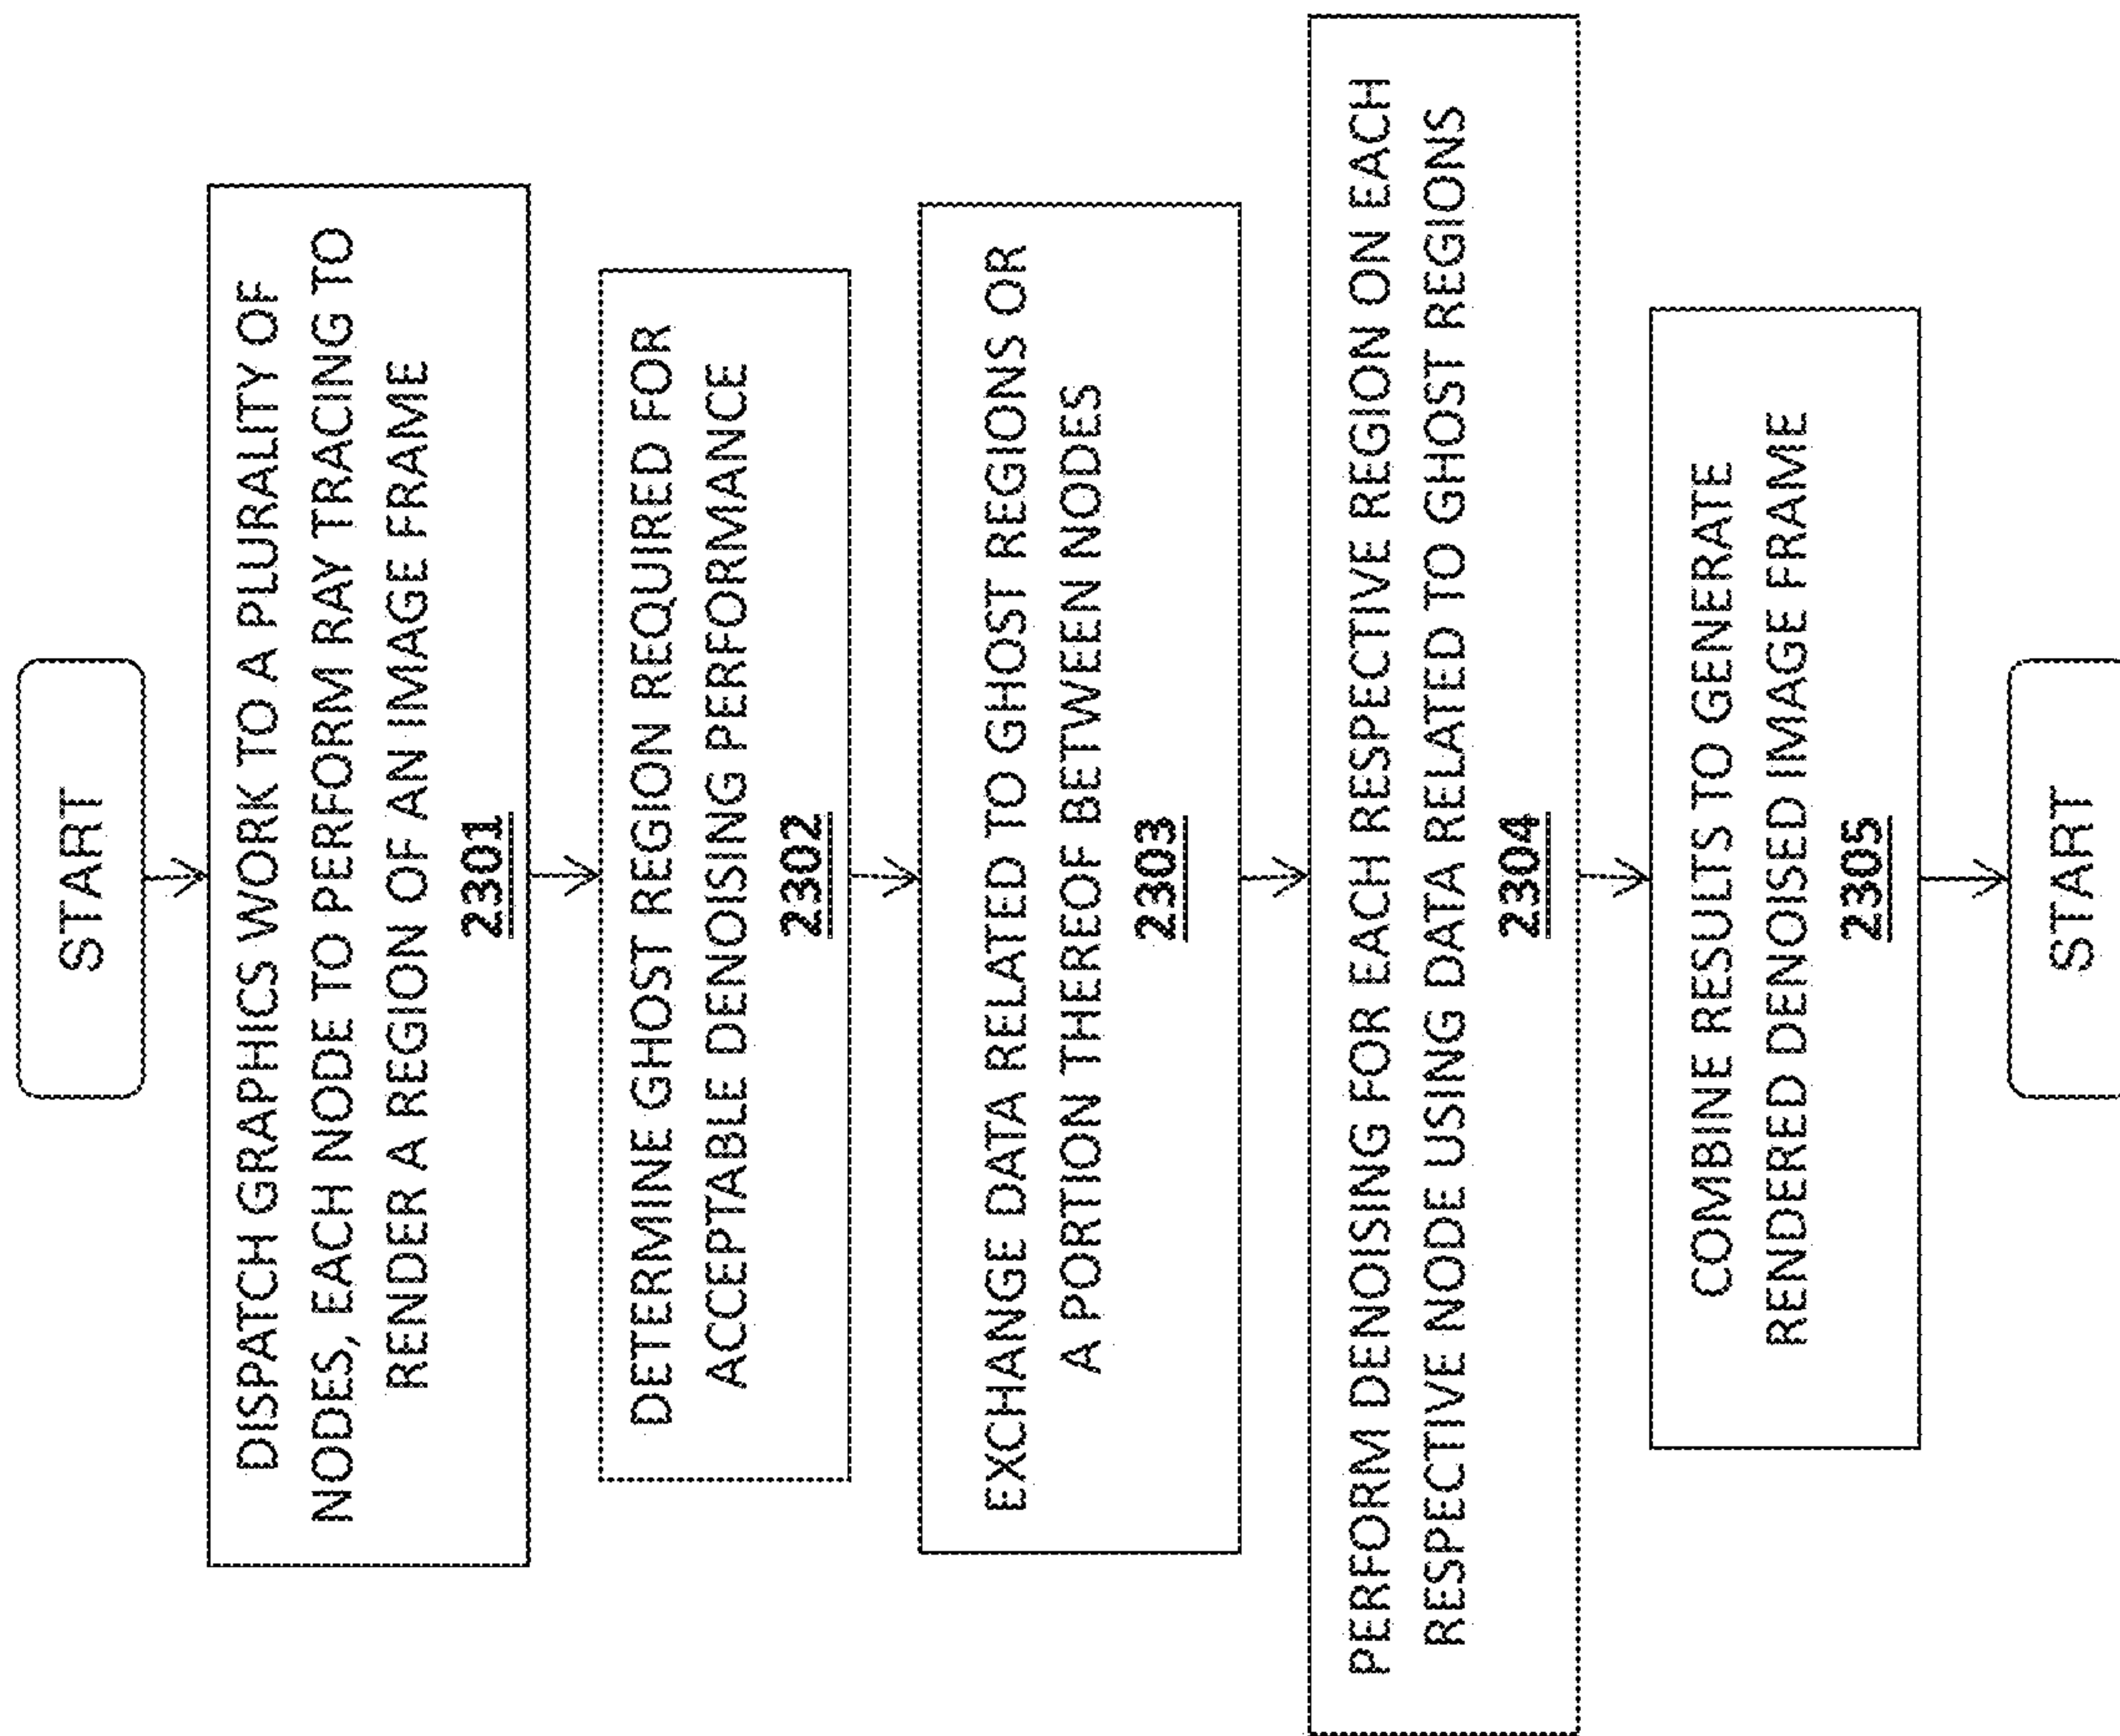 START
DISPATCH GRAPHICS WORK TO A PLURALITY OF
NODES, EACH NODE TO PERFORM RAY TRACING TO
RENDER A REGION OF AN IMAGE FRAME
2301
DETERMINE GHOST REGION REQUIRED FOR
ACCEPTABLE DENOISING PERFORMANCE
2302
EXCHANGE DATA RELATED TO GHOST REGIONS OR
A PORTION THEREOF BETWEEN NODES
2303
PERFORM DENOISING FOR EACH RESPECTIVE REGION ON EACH
RESPECTIVE NODE USING DATA RELATED TO GHOST REGIONS
2304
COMBINE RESULTS TO GENERATE
RENDERED DENOISED IMAGE FRAME
2305
START